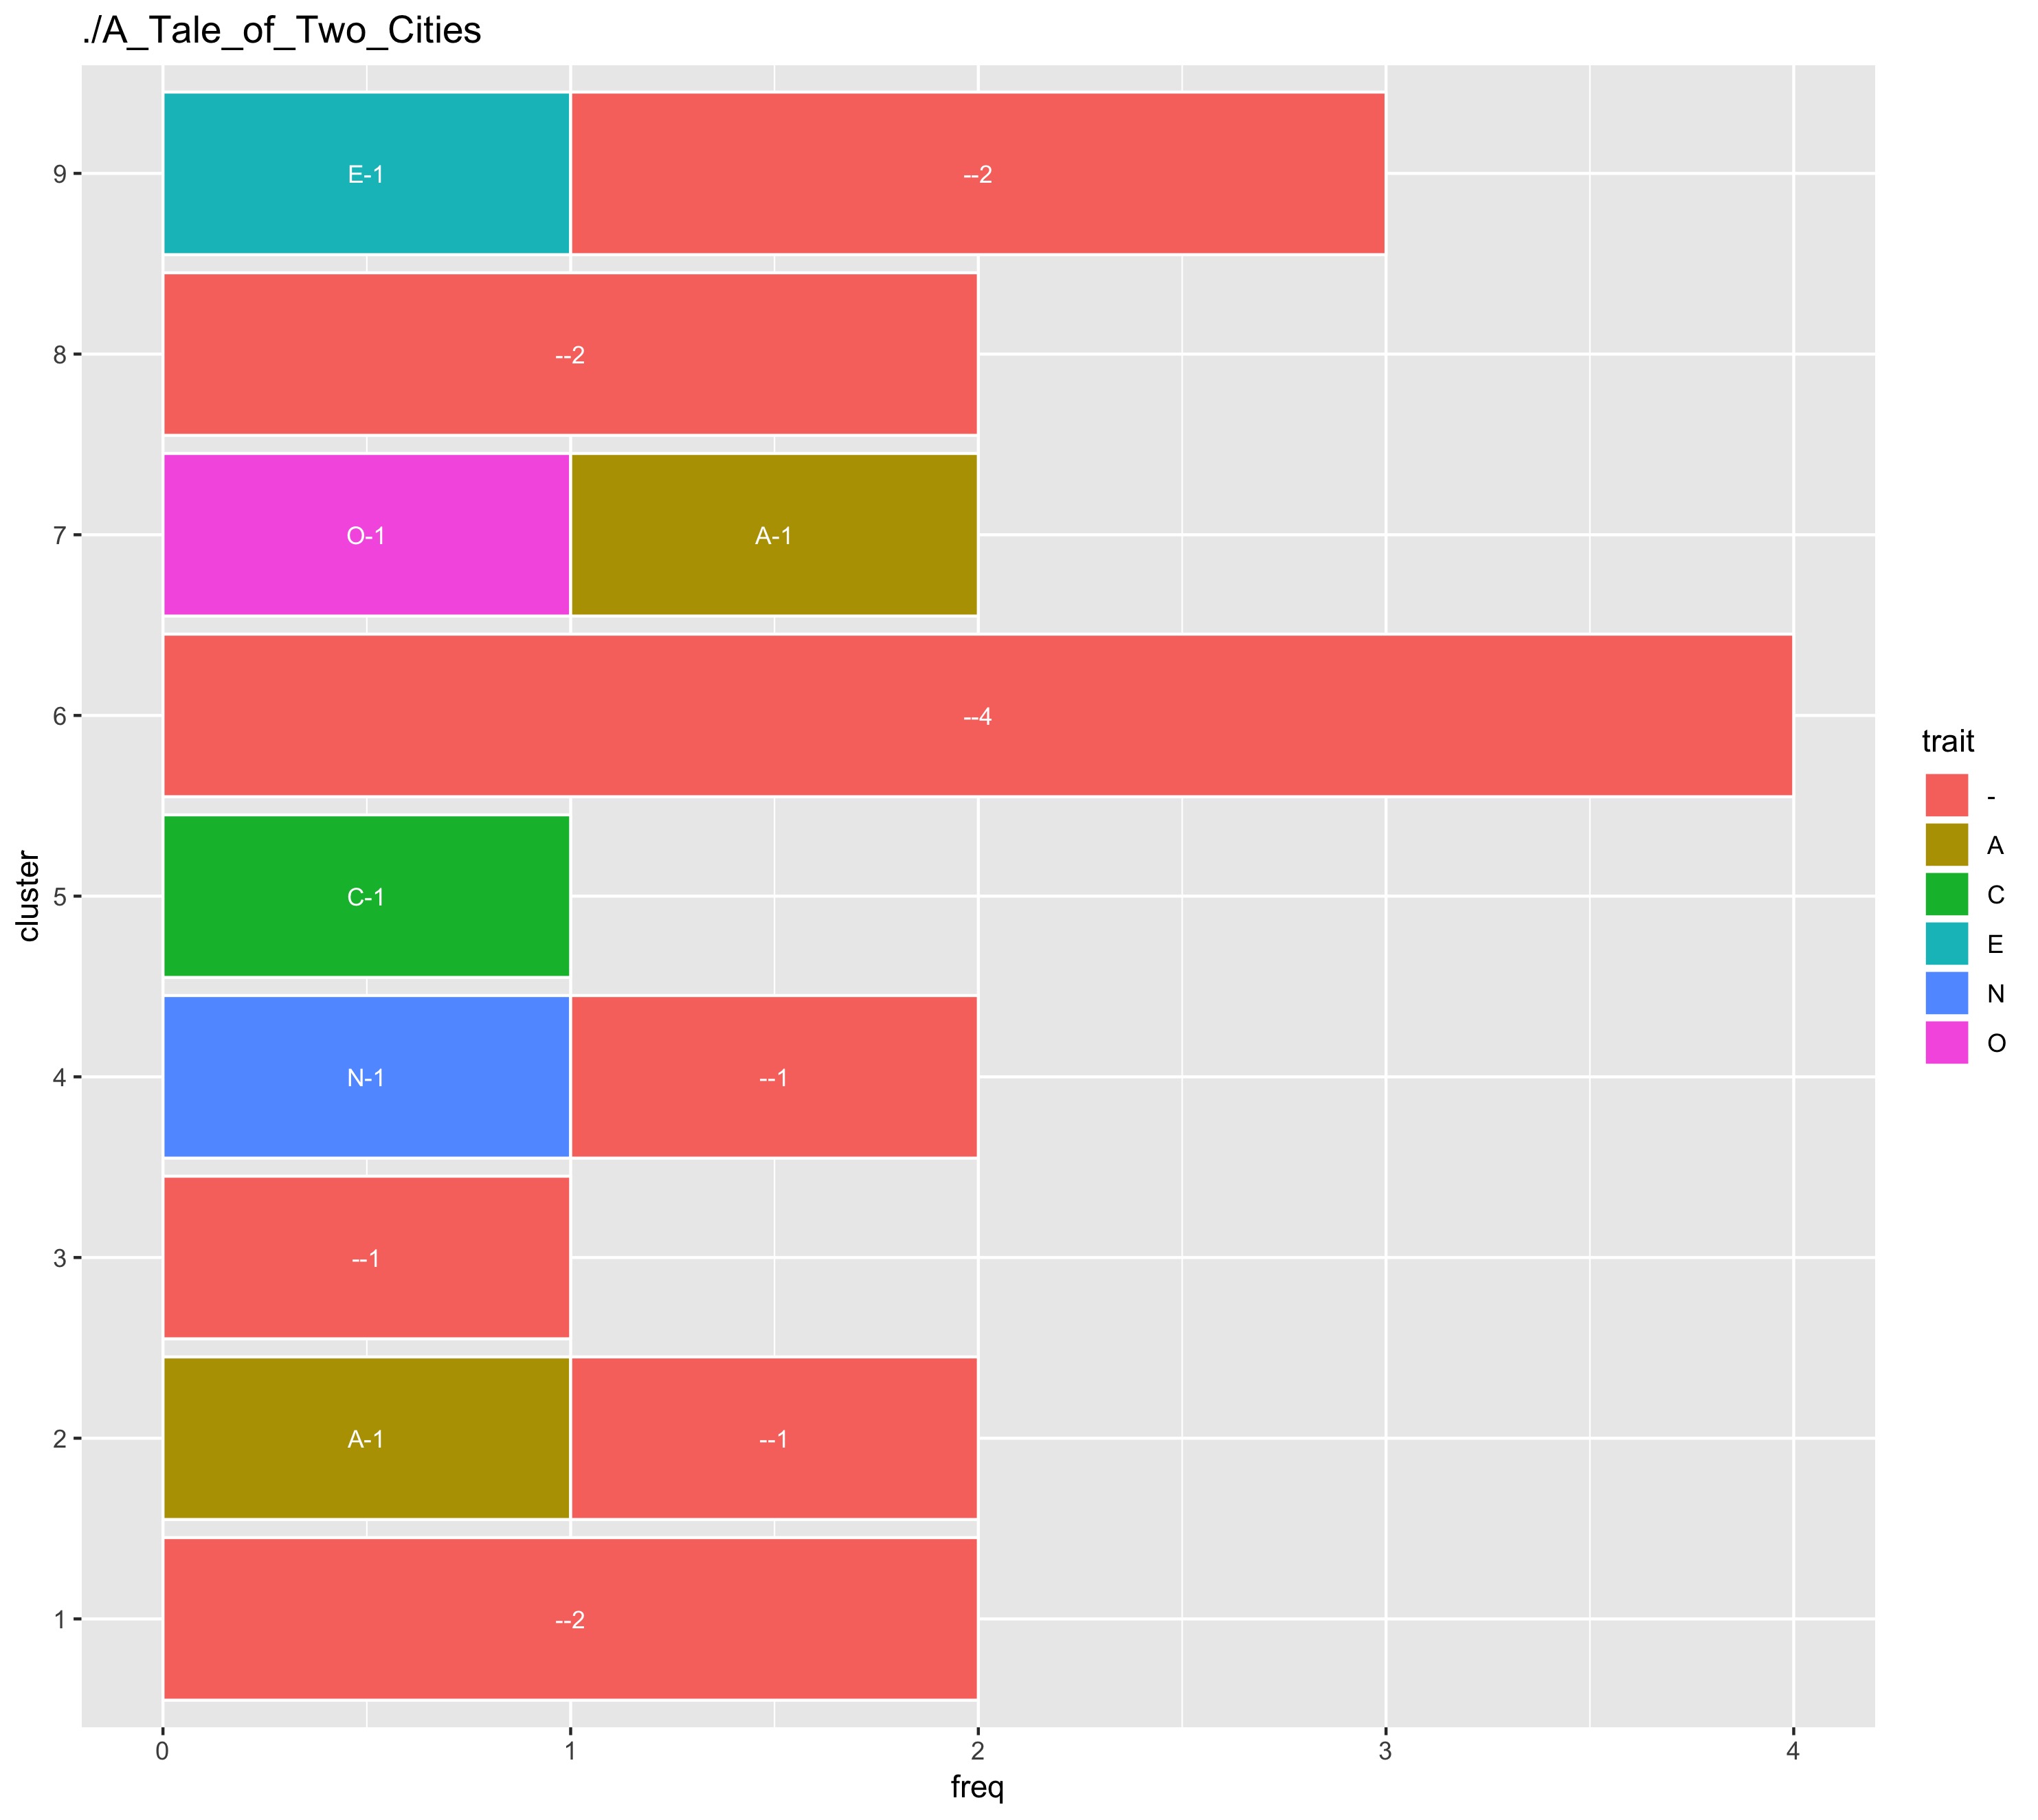 ./A_Tale_of_Two_Cities
9
E-1
--2
8
--2
7
O-1
A-1
6
--4
5
C-1
4
N-1
--1
3
--1
2
A-1
--1
1
--2
0
1
2
3
4
freq
cluster
trait
-
A
C
E
N
O